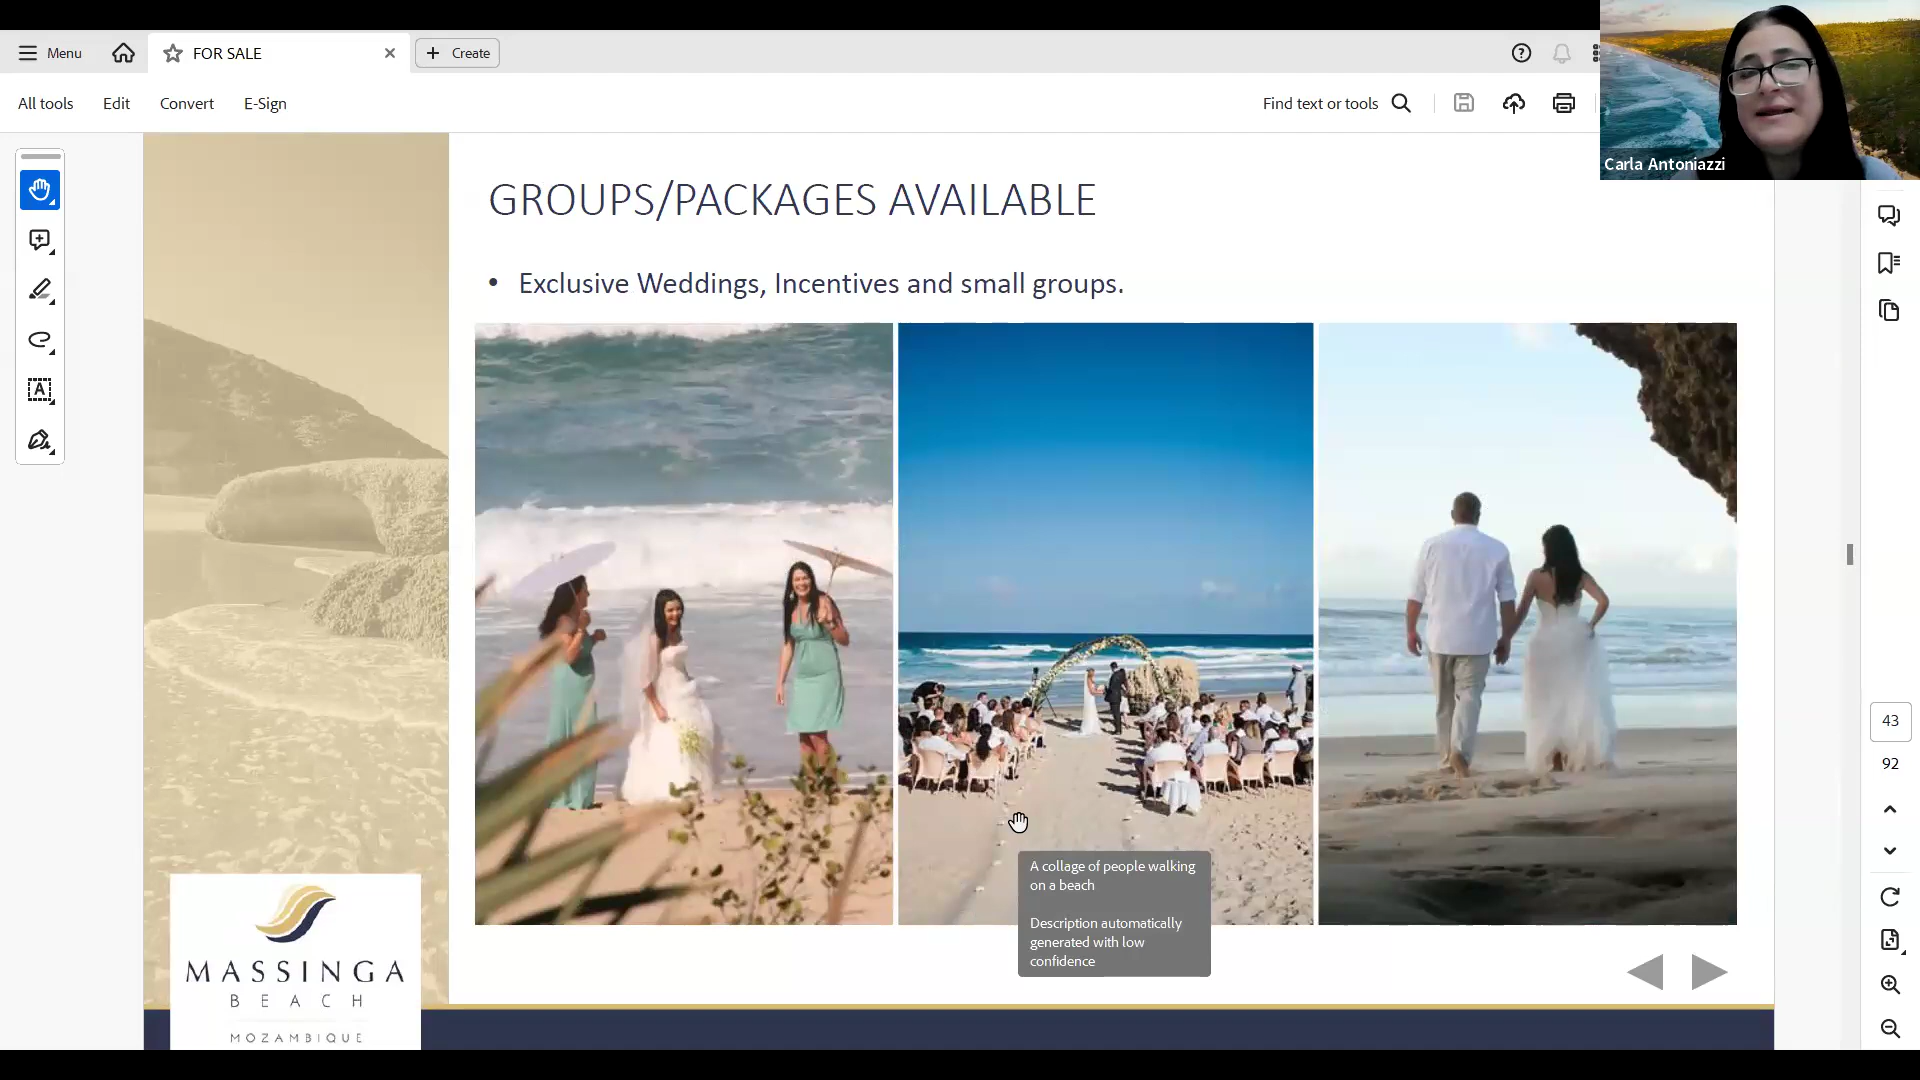 Menu
FOR SALE
Create
All tools
Edit
Convert
E-Sign
Find text or tools
Carla Antoniazzi
GROUPS/PACKAGES AVAILABLE
• Exclusive Weddings, Incentives and small groups.
A collage of people walking
on a beach
Description automatically
generated with low
confidence
MASSINGA
BEACH
MOZAMBIQUE
43
92